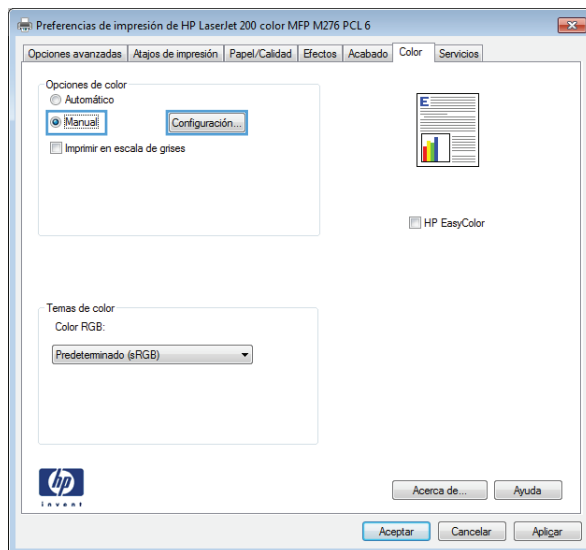 Preferencias de impresión de HP LaserJet 200 color MFP M276 PCL 6
Opciones avanzadas Atajos de impresión Papel/Calidad Efectos Acabado Color Servicios
Opciones de color
Automático
Manual Configuración...
Imprimir en escala de grises
E
HP EasyColor
Temas de color
Color RGB:
Predeterminado (sRGB)
hp
invent
Acerca de... Ayuda
Aceptar Cancelar Aplicar